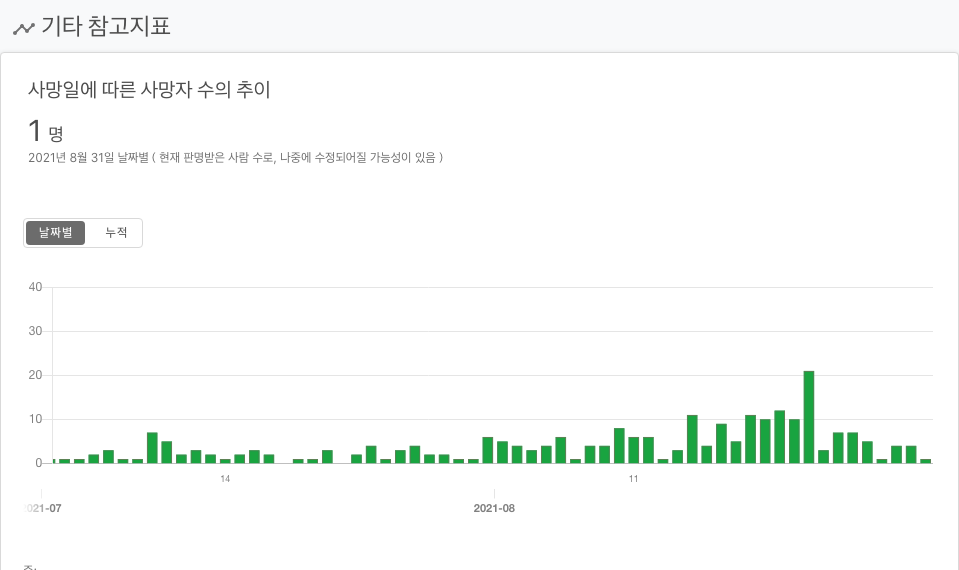 기타 참고지표
사망일에 따른 사망자 수의 추이
1 명
2021년 8월 31일 날짜별 ( 현재 판명받은 사람 수로, 나중에 수정되어질 가능성이 있음 )
날짜별 누적
40
30
20
10
0
14 11
021-07 2021-08